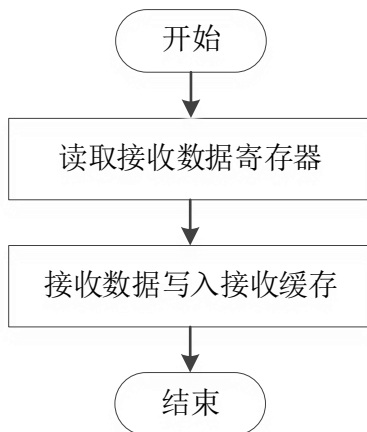 开始
读取接收数据寄存器
接收数据写入接收缓存
结束